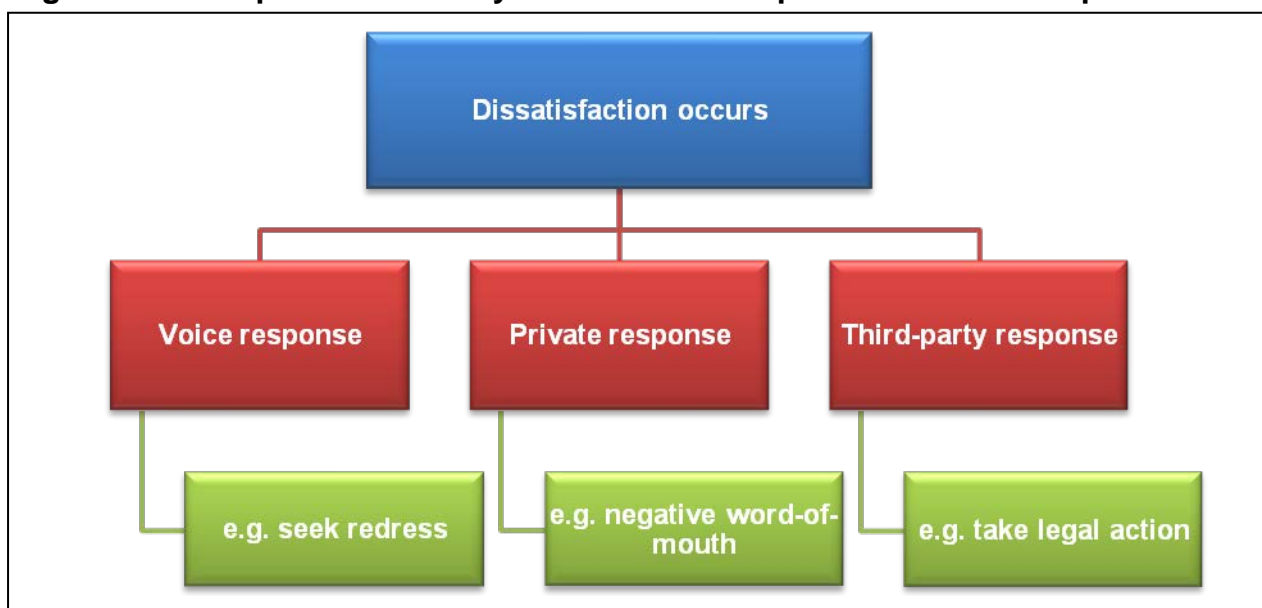 Dissatisfaction occurs
Voice response
Private response
Third-party response
e.g. seek redress
e.g. negative word-of-
mouth
e.g. take legal action